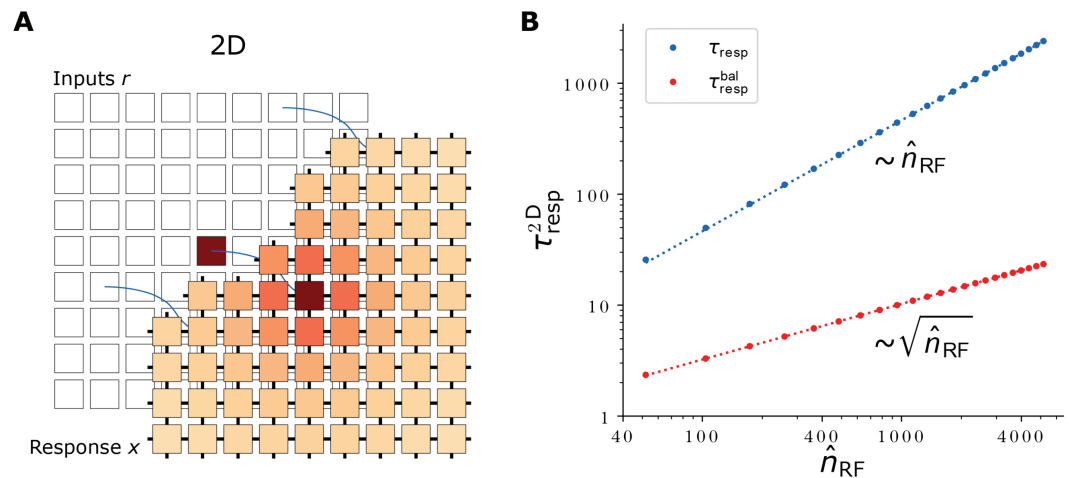 A
2D
Inputs r
Response x
B
τ_resp
τ_resp^bal
1000
100
10
1
τ_resp^2D
~ n̂_RF
~ √n̂_RF
40
100
400
1000
4000
n̂_RF